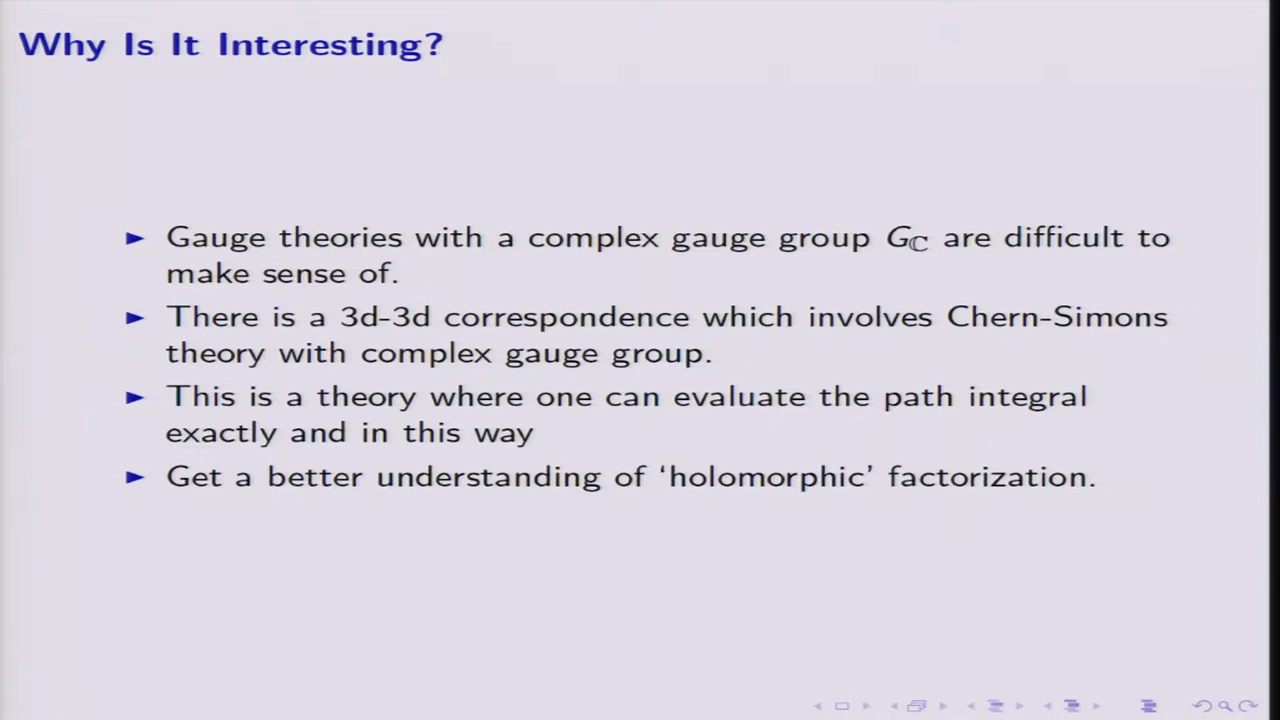 Why Is It Interesting?
Gauge theories with a complex gauge group Gℂ are difficult to
make sense of.
There is a 3d-3d correspondence which involves Chern-Simons
theory with complex gauge group.
This is a theory where one can evaluate the path integral
exactly and in this way
Get a better understanding of ‘holomorphic’ factorization.